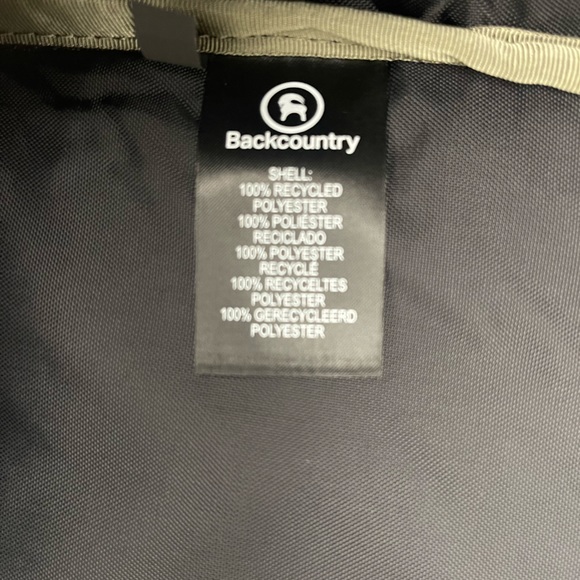 Backcountry
SHELL:
100% RECYCLED
POLYESTER
100% POLIÉSTER
RECICLADO
100% POLYESTER
RECYCLÉ
100% RECYCELTES
POLYESTER
100% GERECYCLEERD
POLYESTER